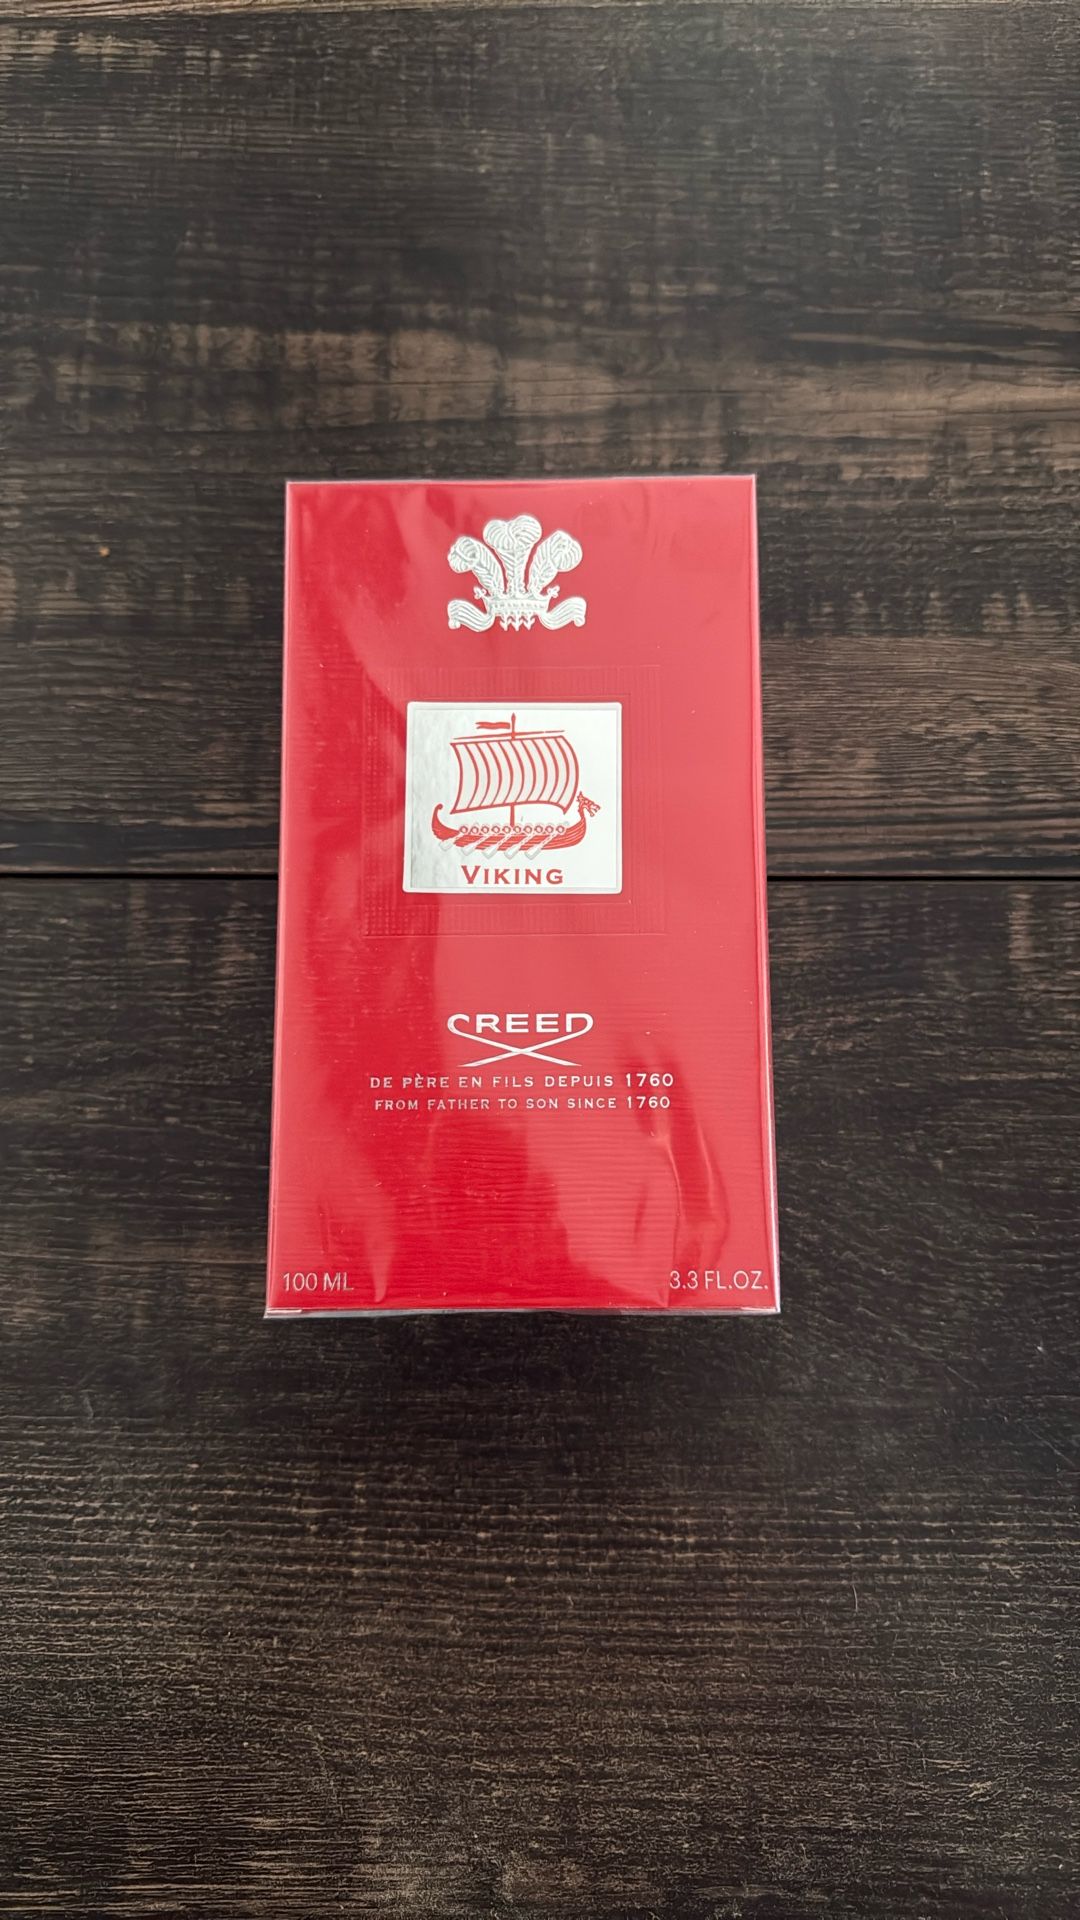 VIKING
CREED
DE PÈRE EN FILS DEPUIS 1760
FROM FATHER TO SON SINCE 1760
100 ML
3.3 FL.OZ.